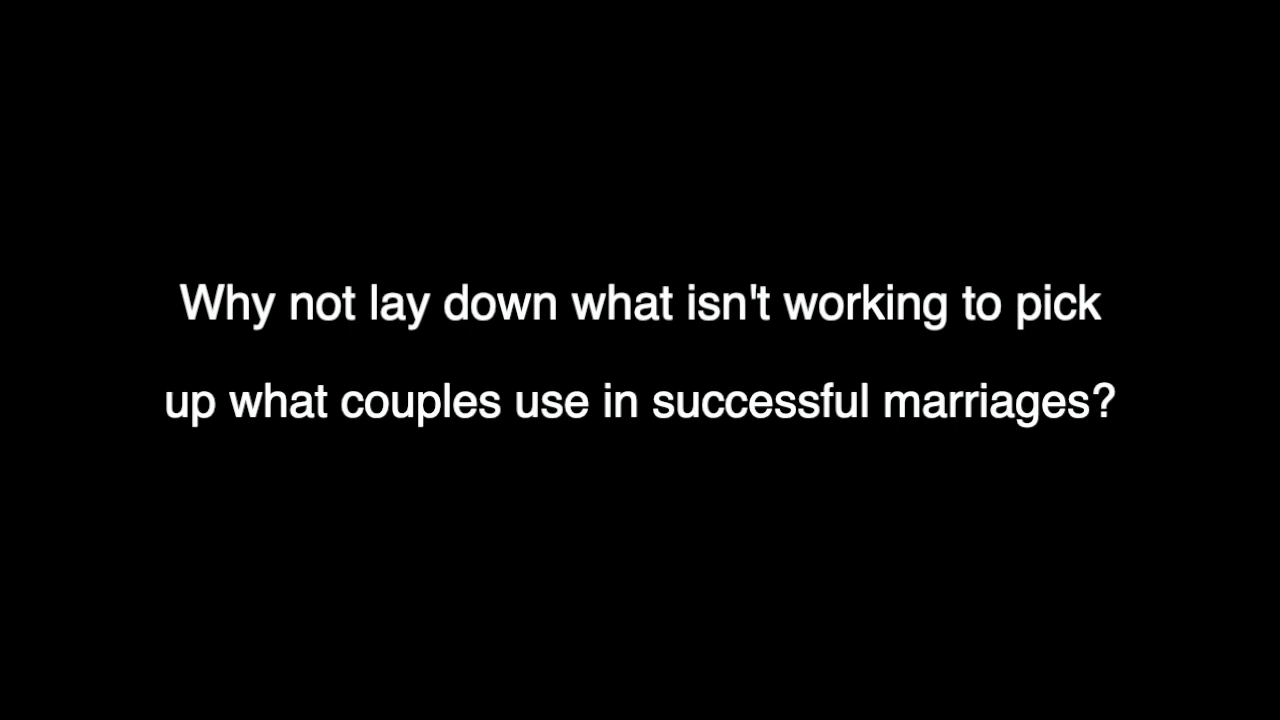 Why not lay down what isn't working to pick
up what couples use in successful marriages?